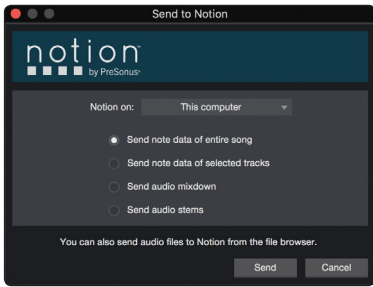 Send to Notion
notion
by PreSonus®
Notion on: This computer
Send note data of entire song
Send note data of selected tracks
Send audio mixdown
Send audio stems
You can also send audio files to Notion from the file browser.
Send Cancel